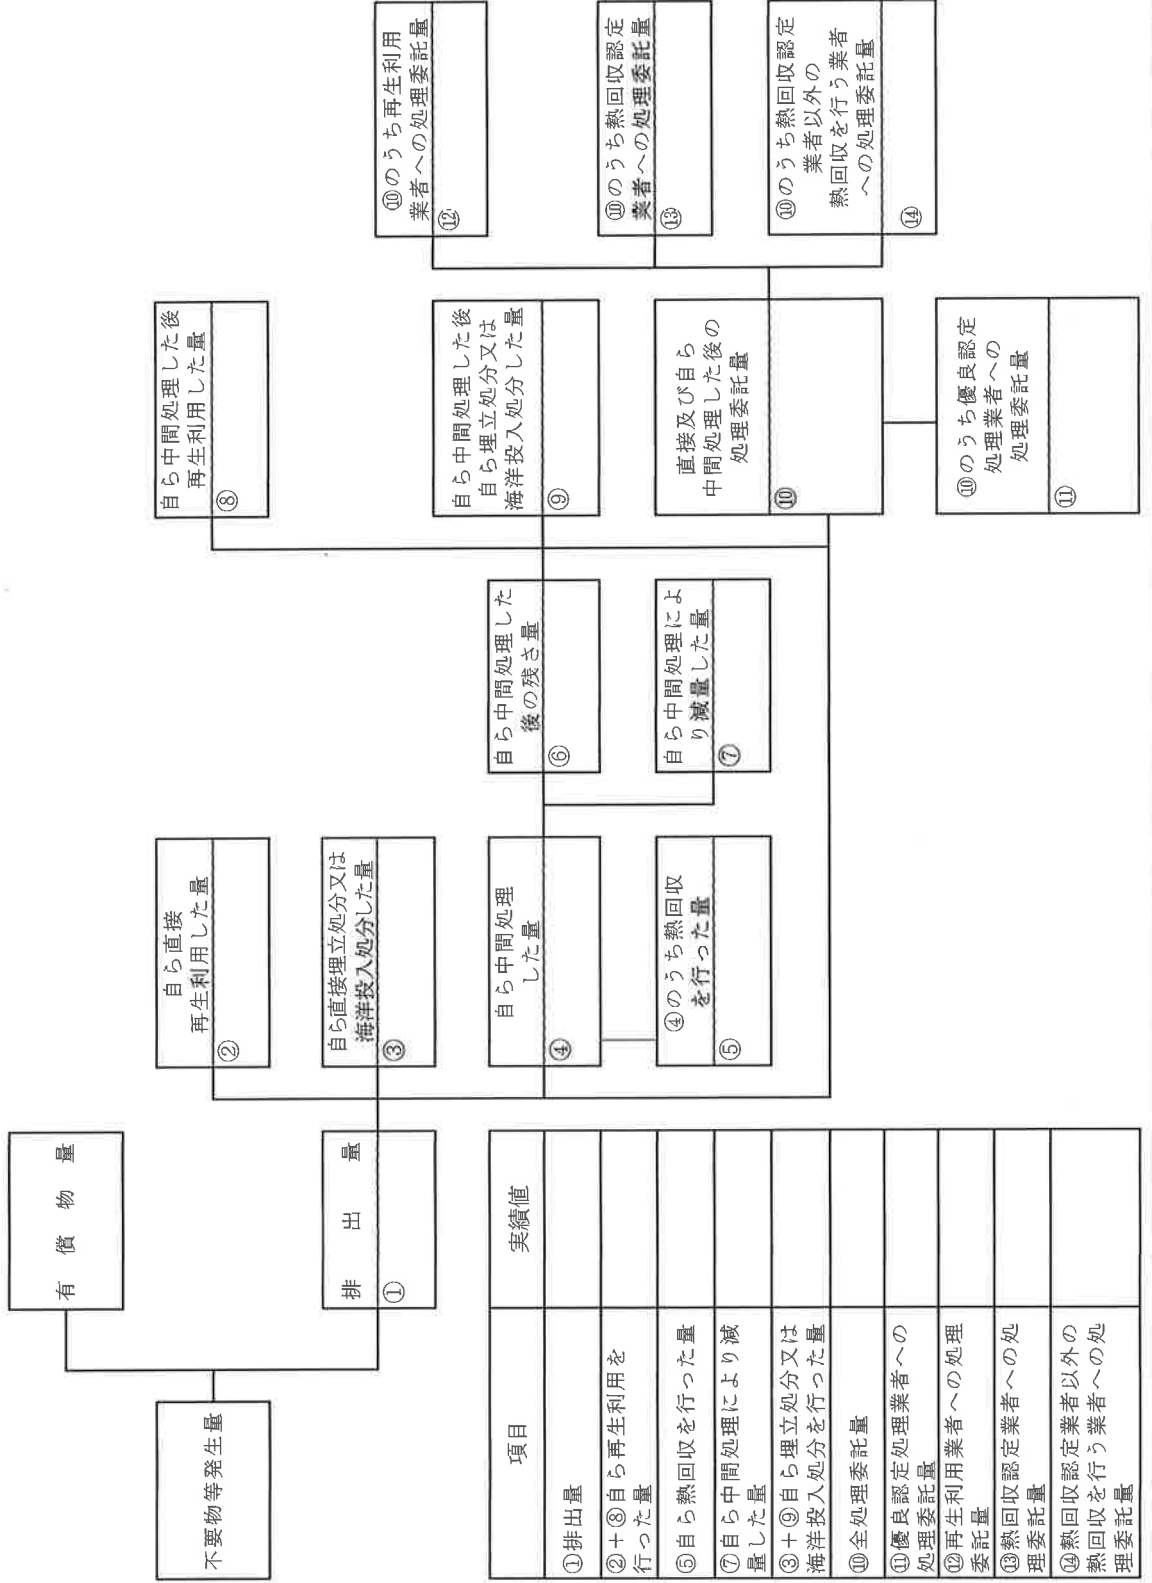 不要物等発生量
有償物量
排出量
①
自ら直接
再生利用した量
②
自ら直接埋立処分又は
海洋投入処分した量
③
自ら中間処理
した量
④
④のうち熱回収
を行った量
⑤
自ら中間処理した
後の残さ量
⑥
自ら中間処理によ
り減量した量
⑦
自ら中間処理した後
再生利用した量
⑧
自ら中間処理した後
自ら埋立処分又は
海洋投入処分した量
⑨
直接及び自ら
中間処理した後の
処理委託量
⑩
⑩のうち優良認定
処理業者への
処理委託量
⑪
⑩のうち再生利用
業者への処理委託量
⑫
⑩のうち熱回収認定
業者への処理委託量
⑬
⑩のうち熱回収認定
業者以外の
熱回収を行う業者
への処理委託量
⑭
項目
実績値
①排出量
②+⑧自ら再生利用を
行った量
⑤自ら熱回収を行った量
⑦自ら中間処理により減
量した量
③+⑨自ら埋立処分又は
海洋投入処分を行った量
⑩全処理委託量
⑪優良認定処理業者への
処理委託量
⑫再生利用業者への処理
委託量
⑬熱回収認定業者への処
理委託量
⑭熱回収認定業者以外の
熱回収を行う業者への処
理委託量